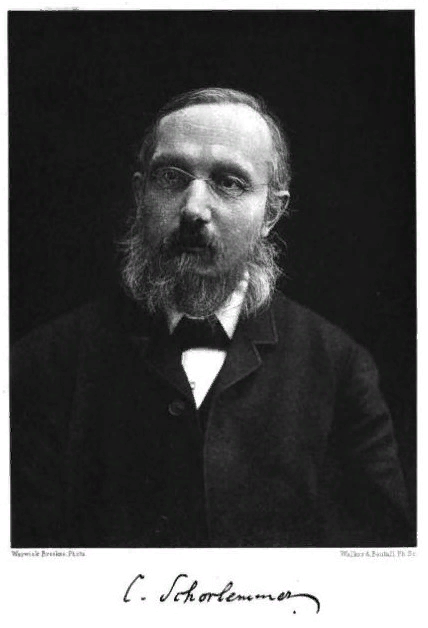 Warwick Brookes, Photo.
Walker & Boutall, Ph. Sc.
C. Schorlemmer